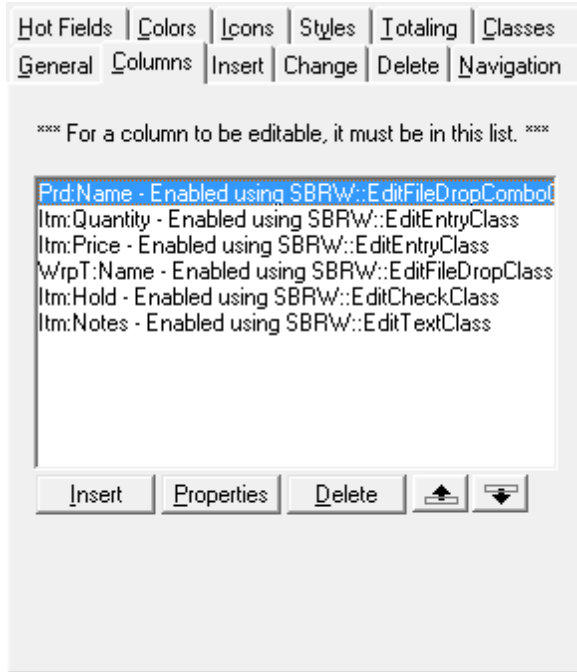 Hot Fields Colors Icons Styles Totaling Classes
General Columns Insert Change Delete Navigation
*** For a column to be editable, it must be in this list. ***
Prd:Name - Enabled using SBRW::EditFileDropCombo
Itm:Quantity - Enabled using SBRW::EditEntryClass
Itm:Price - Enabled using SBRW::EditEntryClass
WrpT:Name - Enabled using SBRW::EditFileDropClass
Itm:Hold - Enabled using SBRW::EditCheckClass
Itm:Notes - Enabled using SBRW::EditTextClass
Insert Properties Delete